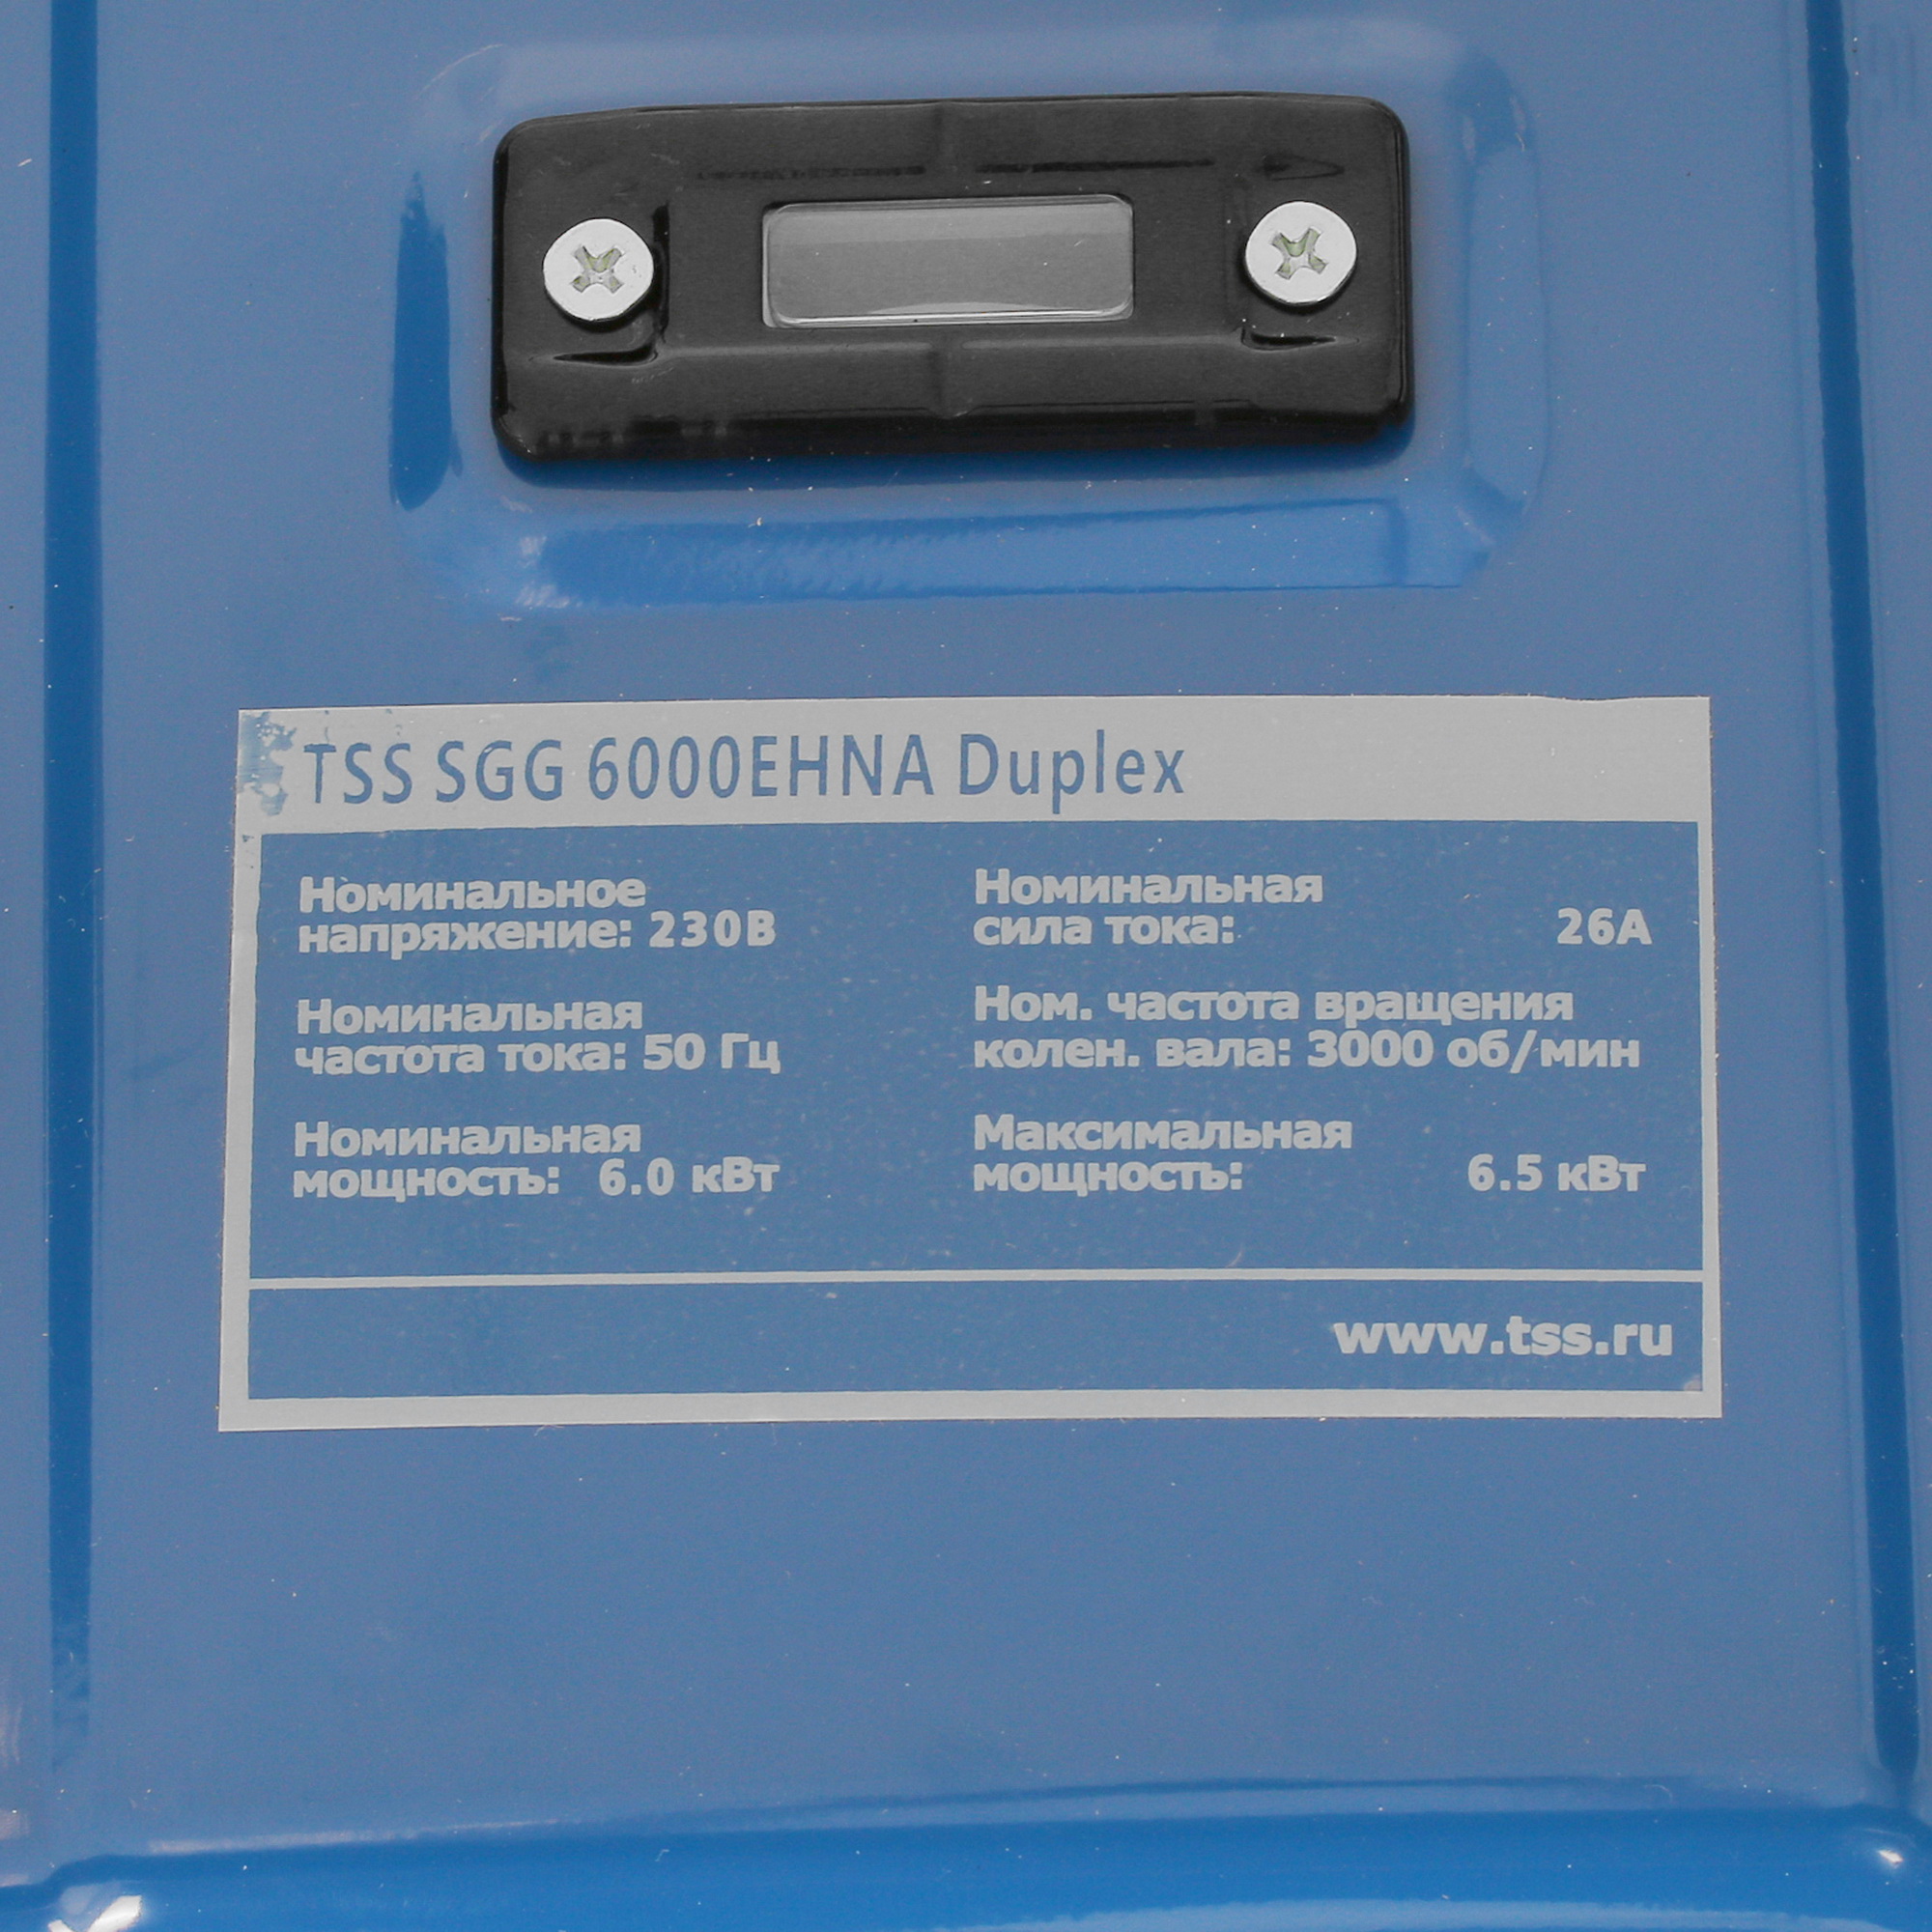 TSS SGG 6000EHNA Duplex
Номинальное
напряжение: 230В
Номинальная
частота тока: 50 Гц
Номинальная
мощность: 6.0 кВт
Номинальная
сила тока: 26А
Ном. частота вращения
колен. вала: 3000 об/мин
Максимальная
мощность: 6.5 кВт
www.tss.ru